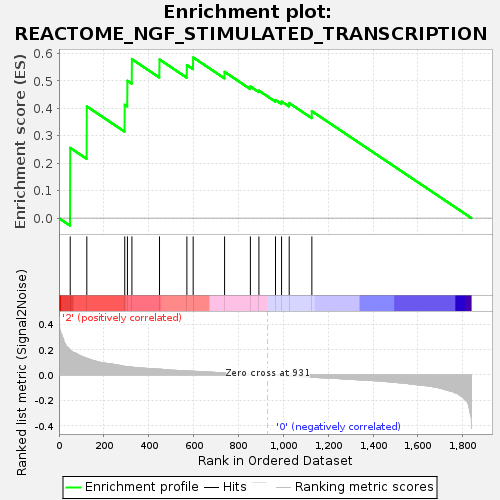 Enrichment plot:
REACTOME_NGF_STIMULATED_TRANSCRIPTION
Enrichment score (ES)
0.6
0.5
0.4
0.3
0.2
0.1
0.0
'2' (positively correlated)
Zero cross at 931
'0' (negatively correlated)
Ranked list metric (Signal2Noise)
0.4
0.2
0.0
-0.2
-0.4
0 200 400 600 800 1,000 1,200 1,400 1,600 1,800
Rank in Ordered Dataset
Enrichment profile Hits Ranking metric scores